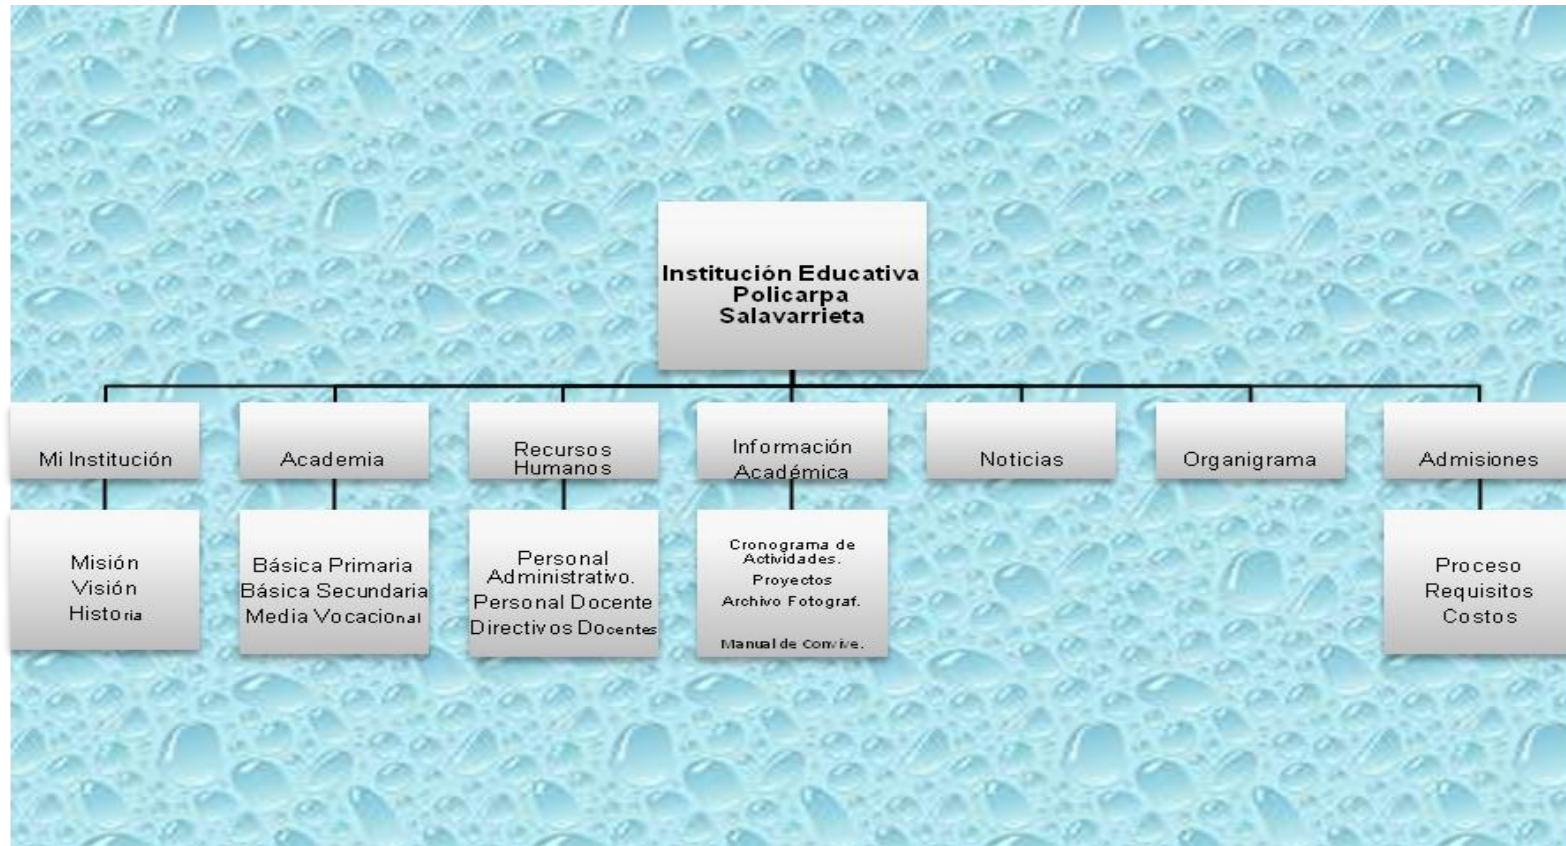 Institución Educativa
Policarpa
Salavarrieta
Mi Institución
Academia
Recursos
Humanos
Información
Académica
Noticias
Organigrama
Admisiones
Misión
Visión
Historia
Básica Primaria
Básica Secundaria
Media Vocacional
Personal
Administrativo.
Personal Docente
Directivos Docentes
Cronograma de
Actividades.
Proyectos
Archivo Fotograf.
Manual de Convive.
Proceso
Requisitos
Costos